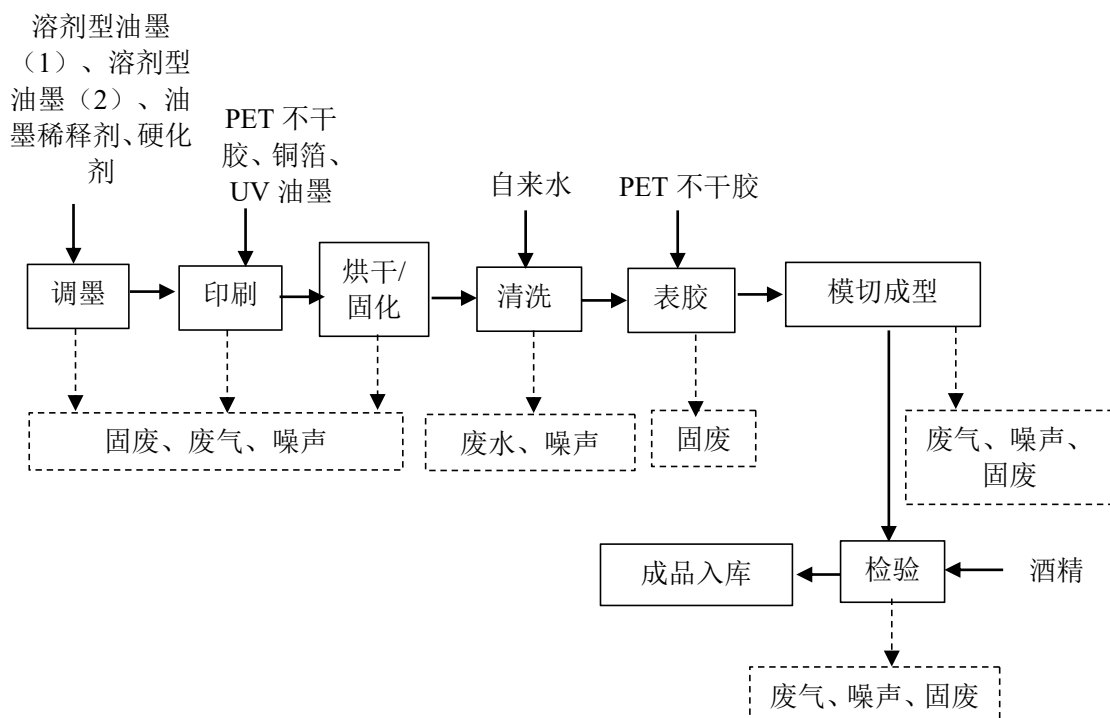 溶剂型油墨
（1）、溶剂型
油墨（2）、油
墨稀释剂、硬化
剂
PET 不干
胶、铜箔、
UV 油墨
自来水
PET 不干胶
调墨
印刷
烘干/
固化
清洗
表胶
模切成型
固废、废气、噪声
废水、噪声
固废
废气、噪声、
固废
成品入库
检验
酒精
废气、噪声、固废